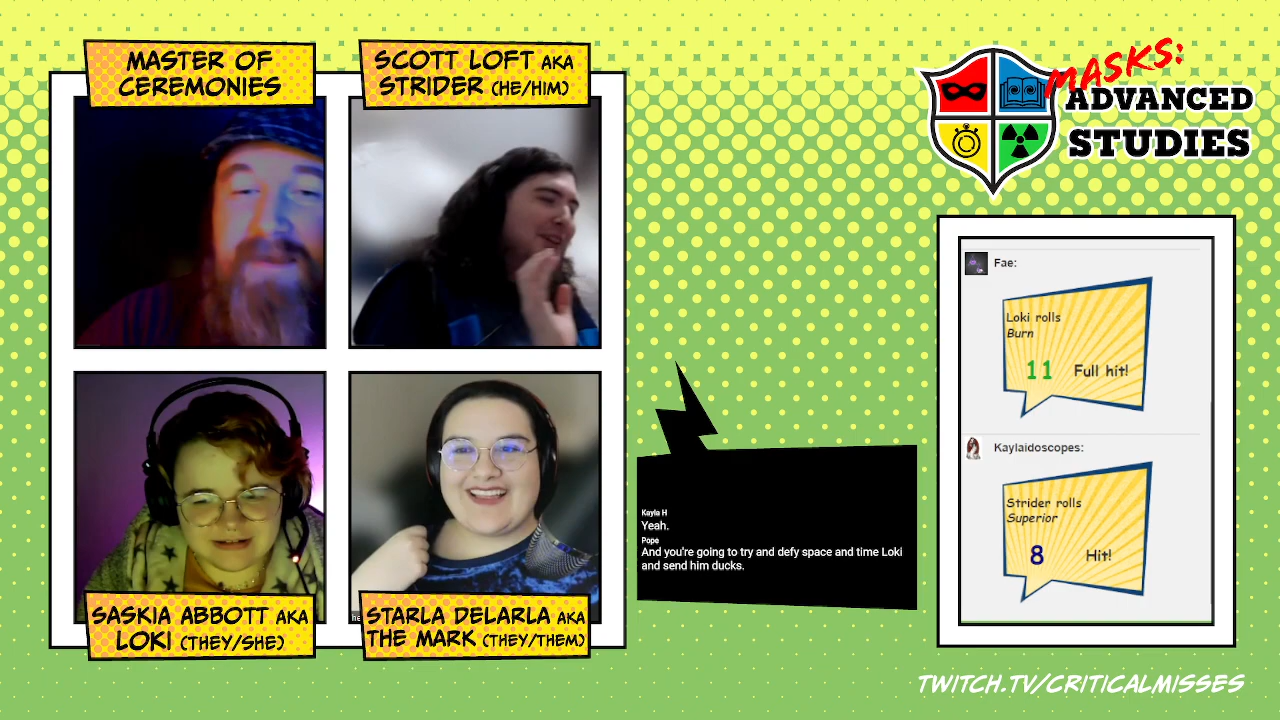 MASTER OF
CEREMONIES
SCOTT LOFT AKA
STRIDER (HE/HIM)
SASKIA ABBOTT AKA
LOKI (THEY/SHE)
STARLA DELARLA AKA
THE MARK (THEY/THEM)
Kayla H
Yeah.
Pope
And you're going to try and defy space and time Loki
and send him ducks.
MASKS:
ADVANCED
STUDIES
Fae:
Loki rolls
Burn
11 Full hit!
Kaylaidoscopes:
Strider rolls
Superior
8 Hit!
TWITCH.TV/CRITICALMISSES